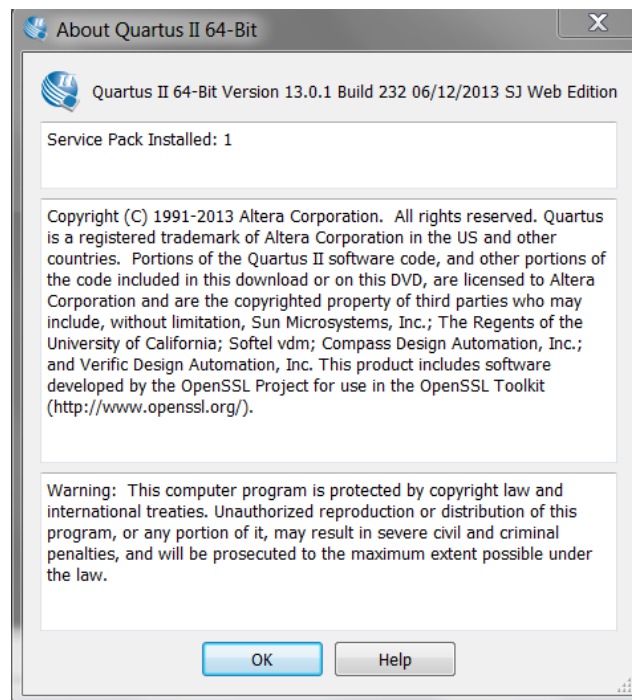 About Quartus II 64-Bit
X
Quartus II 64-Bit Version 13.0.1 Build 232 06/12/2013 SJ Web Edition
Service Pack Installed: 1
Copyright (C) 1991-2013 Altera Corporation.  All rights reserved. Quartus
is a registered trademark of Altera Corporation in the US and other
countries.  Portions of the Quartus II software code, and other portions of
the code included in this download or on this DVD, are licensed to Altera
Corporation and are the copyrighted property of third parties who may
include, without limitation, Sun Microsystems, Inc.; The Regents of the
University of California; Softel vdm; Compass Design Automation, Inc.;
and Verific Design Automation, Inc. This product includes software
developed by the OpenSSL Project for use in the OpenSSL Toolkit
(http://www.openssl.org/).
Warning:  This computer program is protected by copyright law and
international treaties. Unauthorized reproduction or distribution of this
program, or any portion of it, may result in severe civil and criminal
penalties, and will be prosecuted to the maximum extent possible under
the law.
OK
Help